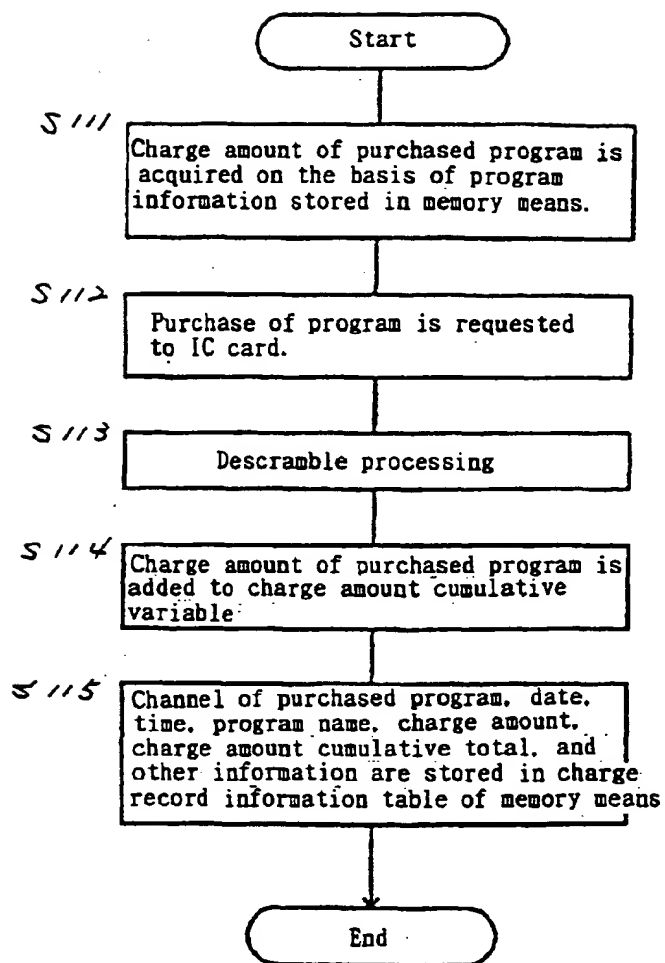 Start
S111
Charge amount of purchased program is
acquired on the basis of program
information stored in memory means.
S112
Purchase of program is requested
to IC card.
S113
Descramble processing
S114
Charge amount of purchased program is
added to charge amount cumulative
variable
S115
Channel of purchased program, date,
time, program name, charge amount,
charge amount cumulative total, and
other information are stored in charge
record information table of memory means
End